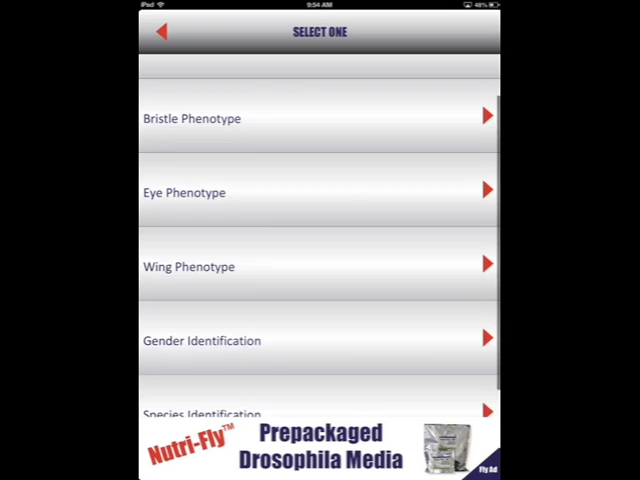 iPad 9:54 AM 48%
SELECT ONE
Bristle Phenotype
Eye Phenotype
Wing Phenotype
Gender Identification
Species Identification
Nutri-Fly™
Prepackaged
Drosophila Media
Fly Ad